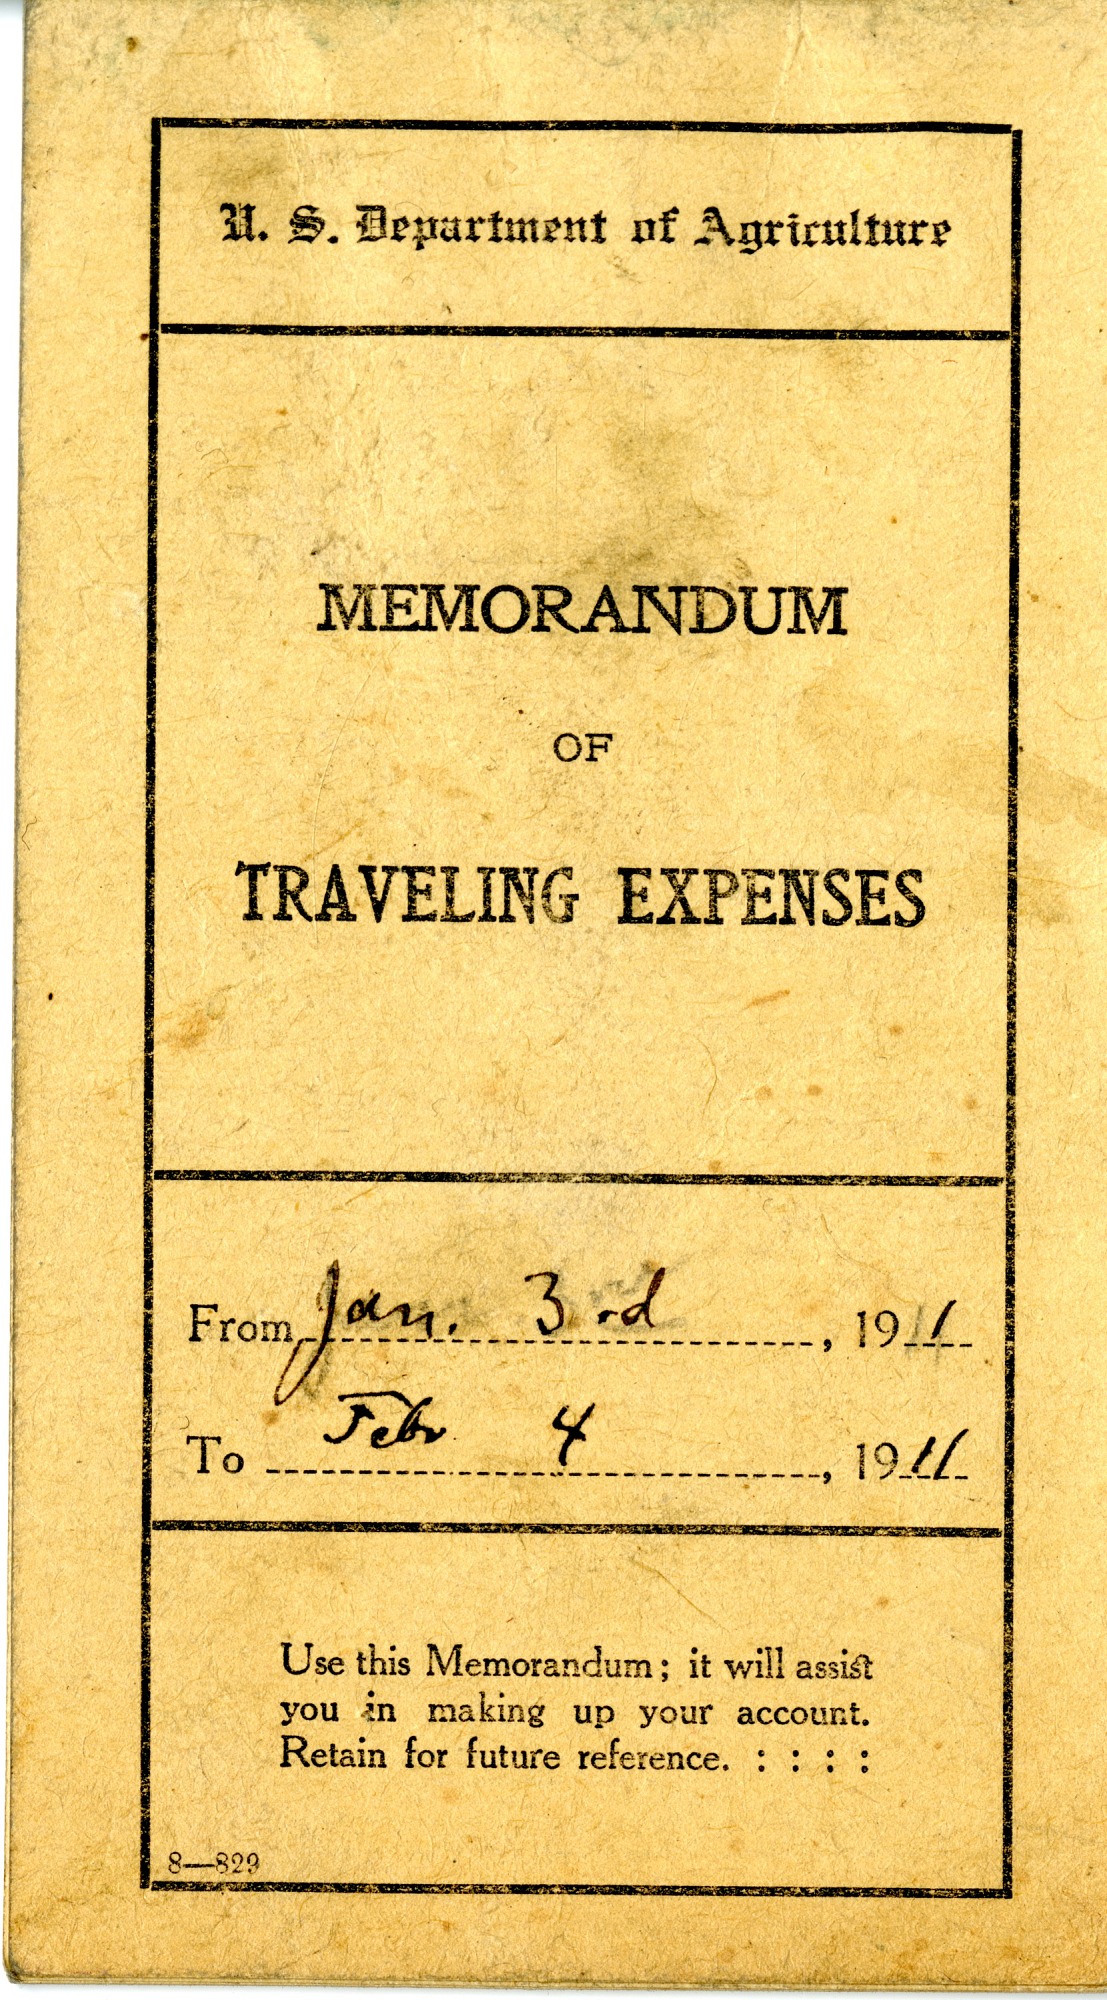 U. S. Department of Agriculture
MEMORANDUM
OF
TRAVELING EXPENSES
From Jan. 3rd, 1911
To Febr 4, 1911
Use this Memorandum; it will assist
you in making up your account.
Retain for future reference. : : : :
8—829